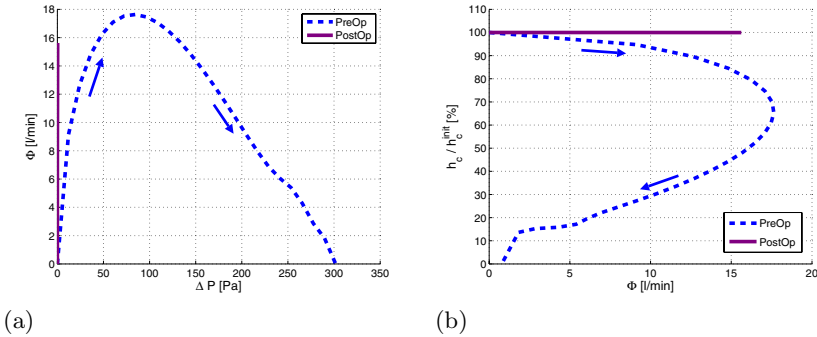 18
16
14
12
10
8
6
4
2
0
Φ [l/min]
0 50 100 150 200 250 300 350
Δ P [Pa]
PreOp
PostOp
(a)
110
100
90
80
70
60
50
40
30
20
10
0
h_c / h_c^init [%]
0 5 10 15 20
Φ [l/min]
PreOp
PostOp
(b)